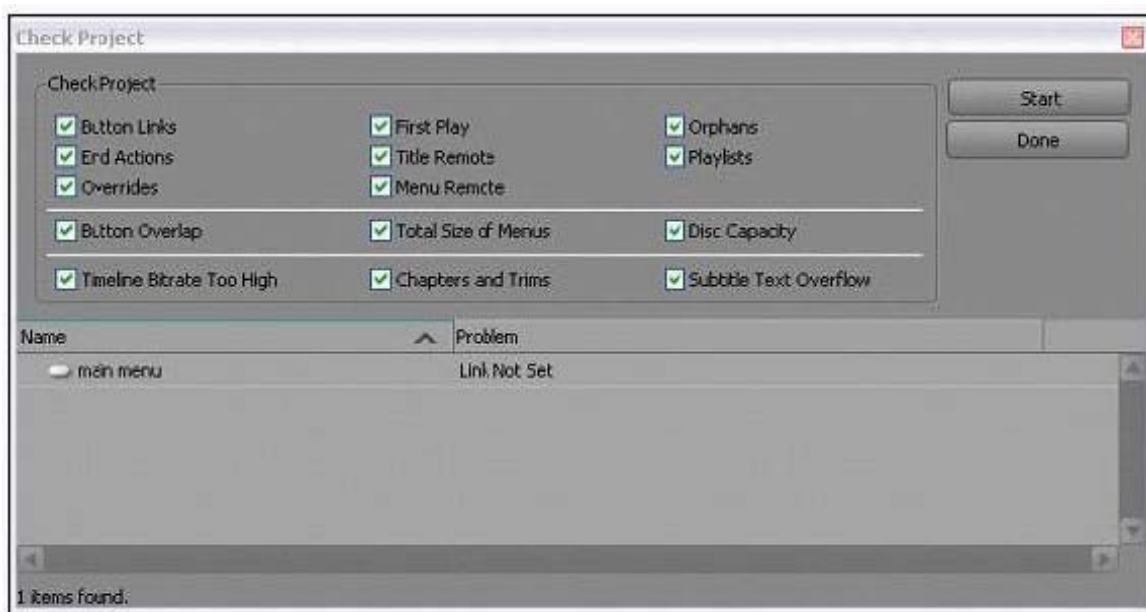 Check Project
Check Project
Button Links
First Play
Orphans
Start
End Actions
Title Remote
Playlists
Done
Overrides
Menu Remote
Button Overlap
Total Size of Menus
Disc Capacity
Timeline Bitrate Too High
Chapters and Trims
Subtitle Text Overflow
Name
Problem
main menu
Link Not Set
1 items found.